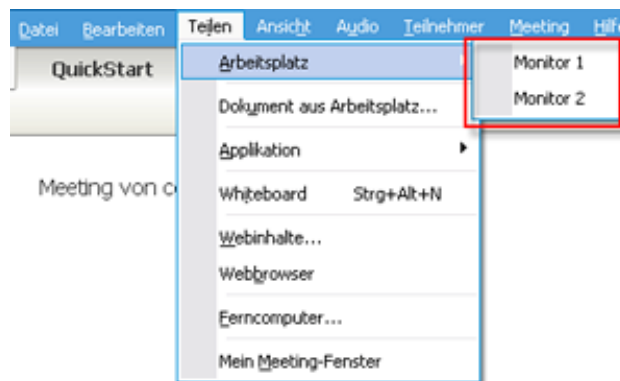 Datei Bearbeiten Teilen Ansicht Audio Teilnehmer Meeting Hilfe
QuickStart
Arbeitsplatz
Monitor 1
Monitor 2
Dokument aus Arbeitsplatz...
Applikation
Meeting von
Whiteboard Strg+Alt+N
Webinhalte...
Webbrowser
Ferncomputer...
Mein Meeting-Fenster